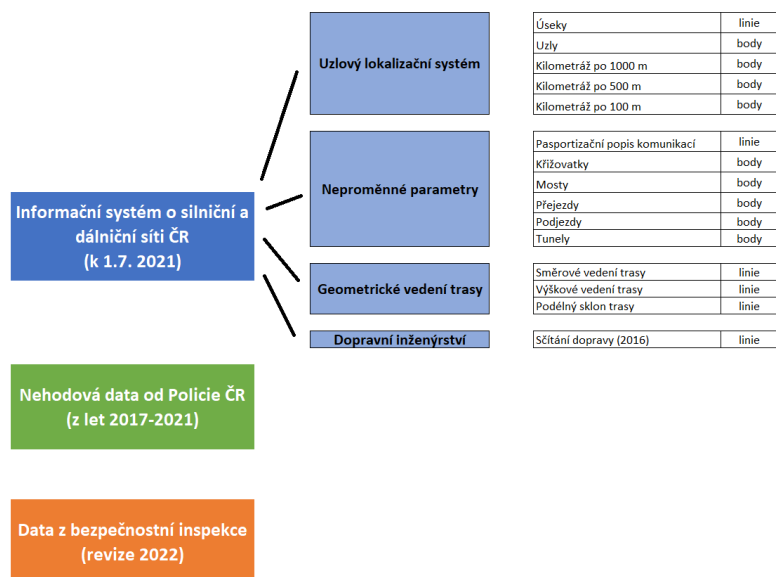 Uzlový lokalizační systém
Úseky linie
Uzly body
Kilometráž po 1000 m body
Kilometráž po 500 m body
Kilometráž po 100 m body
Neproměnné parametry
Pasportizační popis komunikací linie
Křižovatky body
Mosty body
Přejezdy body
Podjezdy body
Tunely body
Informační systém o silniční a
dálniční síti ČR
(k 1.7. 2021)
Geometrické vedení trasy
Směrové vedení trasy linie
Výškové vedení trasy linie
Podélný sklon trasy linie
Dopravní inženýrství
Sčítání dopravy (2016) linie
Nehodová data od Policie ČR
(z let 2017-2021)
Data z bezpečnostní inspekce
(revize 2022)